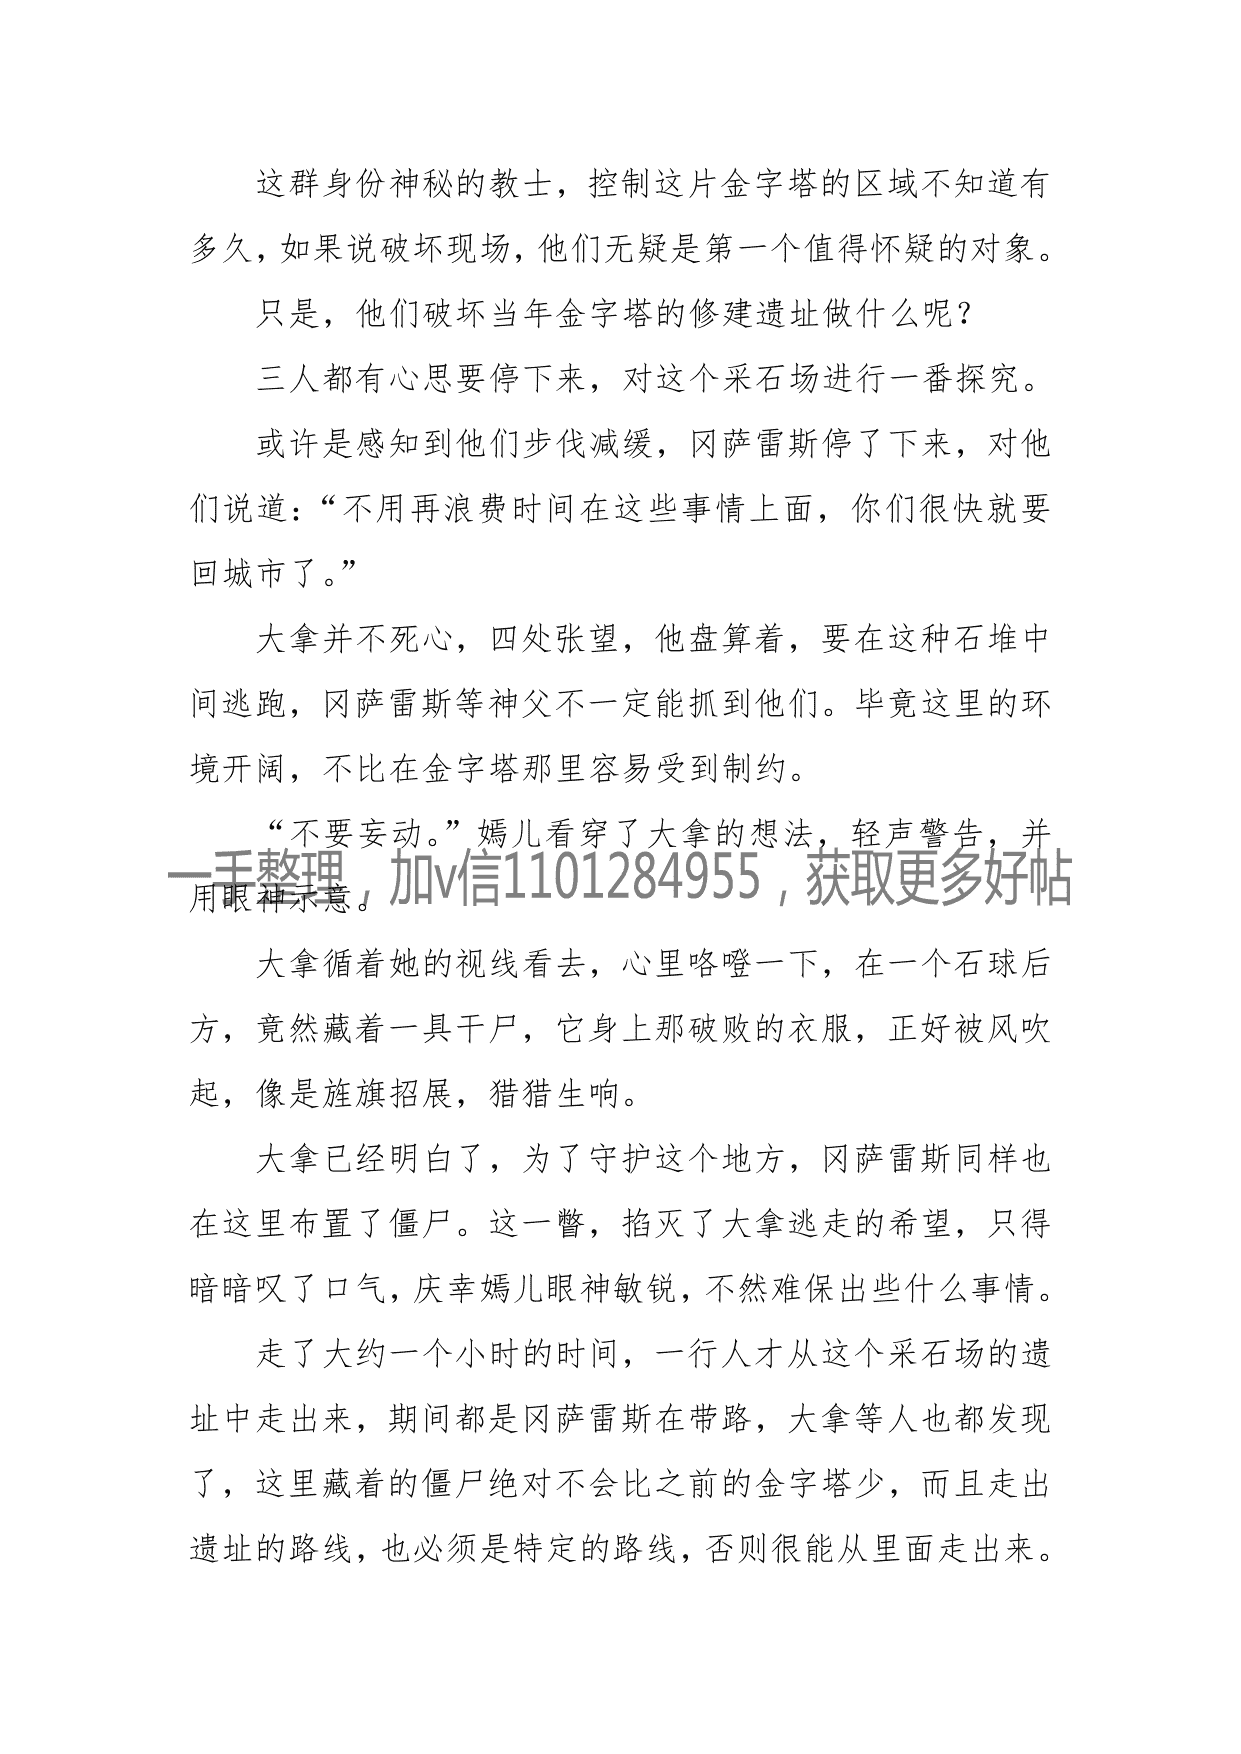 这群身份神秘的教士，控制这片金字塔的区域不知道有
多久，如果说破坏现场，他们无疑是第一个值得怀疑的对象。
只是，他们破坏当年金字塔的修建遗址做什么呢？
三人都有心思要停下来，对这个采石场进行一番探究。
或许是感知到他们步伐减缓，冈萨雷斯停了下来，对他
们说道：“不用再浪费时间在这些事情上面，你们很快就要
回城市了。”
大拿并不死心，四处张望，他盘算着，要在这种石堆中
间逃跑，冈萨雷斯等神父不一定能抓到他们。毕竟这里的环
境开阔，不比在金字塔那里容易受到制约。
“不要妄动。”嫣儿看穿了大拿的想法，轻声警告，并
一手整理，加v信1101284955，获取更多好帖
用眼神示意。
大拿循着她的视线看去，心里咯噔一下，在一个石球后
方，竟然藏着一具干尸，它身上那破败的衣服，正好被风吹
起，像是旌旗招展，猎猎生响。
大拿已经明白了，为了守护这个地方，冈萨雷斯同样也
在这里布置了僵尸。这一瞥，掐灭了大拿逃走的希望，只得
暗暗叹了口气，庆幸嫣儿眼神敏锐，不然难保出些什么事情。
走了大约一个小时的时间，一行人才从这个采石场的遗
址中走出来，期间都是冈萨雷斯在带路，大拿等人也都发现
了，这里藏着的僵尸绝对不会比之前的金字塔少，而且走出
遗址的路线，也必须是特定的路线，否则很能从里面走出来。